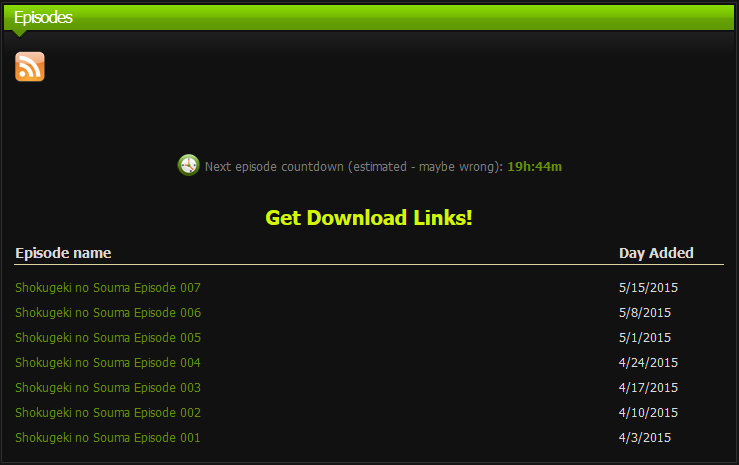 Episodes
Next episode countdown (estimated - maybe wrong): 19h:44m
Get Download Links!
Episode name Day Added
Shokugeki no Souma Episode 007 5/15/2015
Shokugeki no Souma Episode 006 5/8/2015
Shokugeki no Souma Episode 005 5/1/2015
Shokugeki no Souma Episode 004 4/24/2015
Shokugeki no Souma Episode 003 4/17/2015
Shokugeki no Souma Episode 002 4/10/2015
Shokugeki no Souma Episode 001 4/3/2015